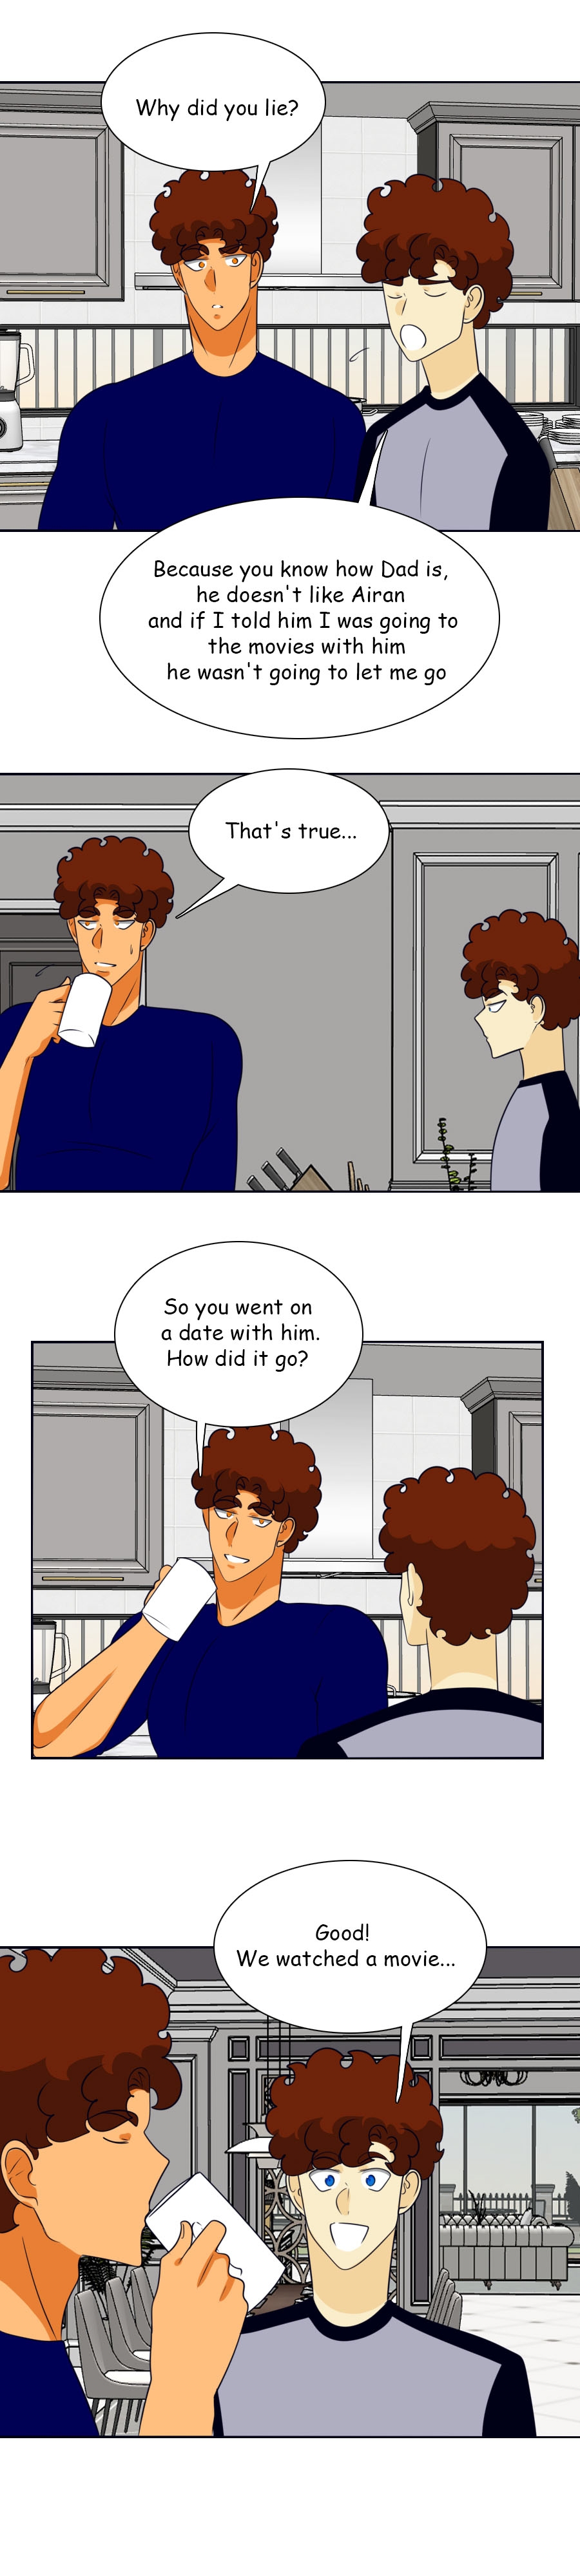 Why did you lie?
Because you know how Dad is,
he doesn't like Airan
and if I told him I was going to
the movies with him
he wasn't going to let me go
That's true...
So you went on
a date with him.
How did it go?
Good!
We watched a movie...